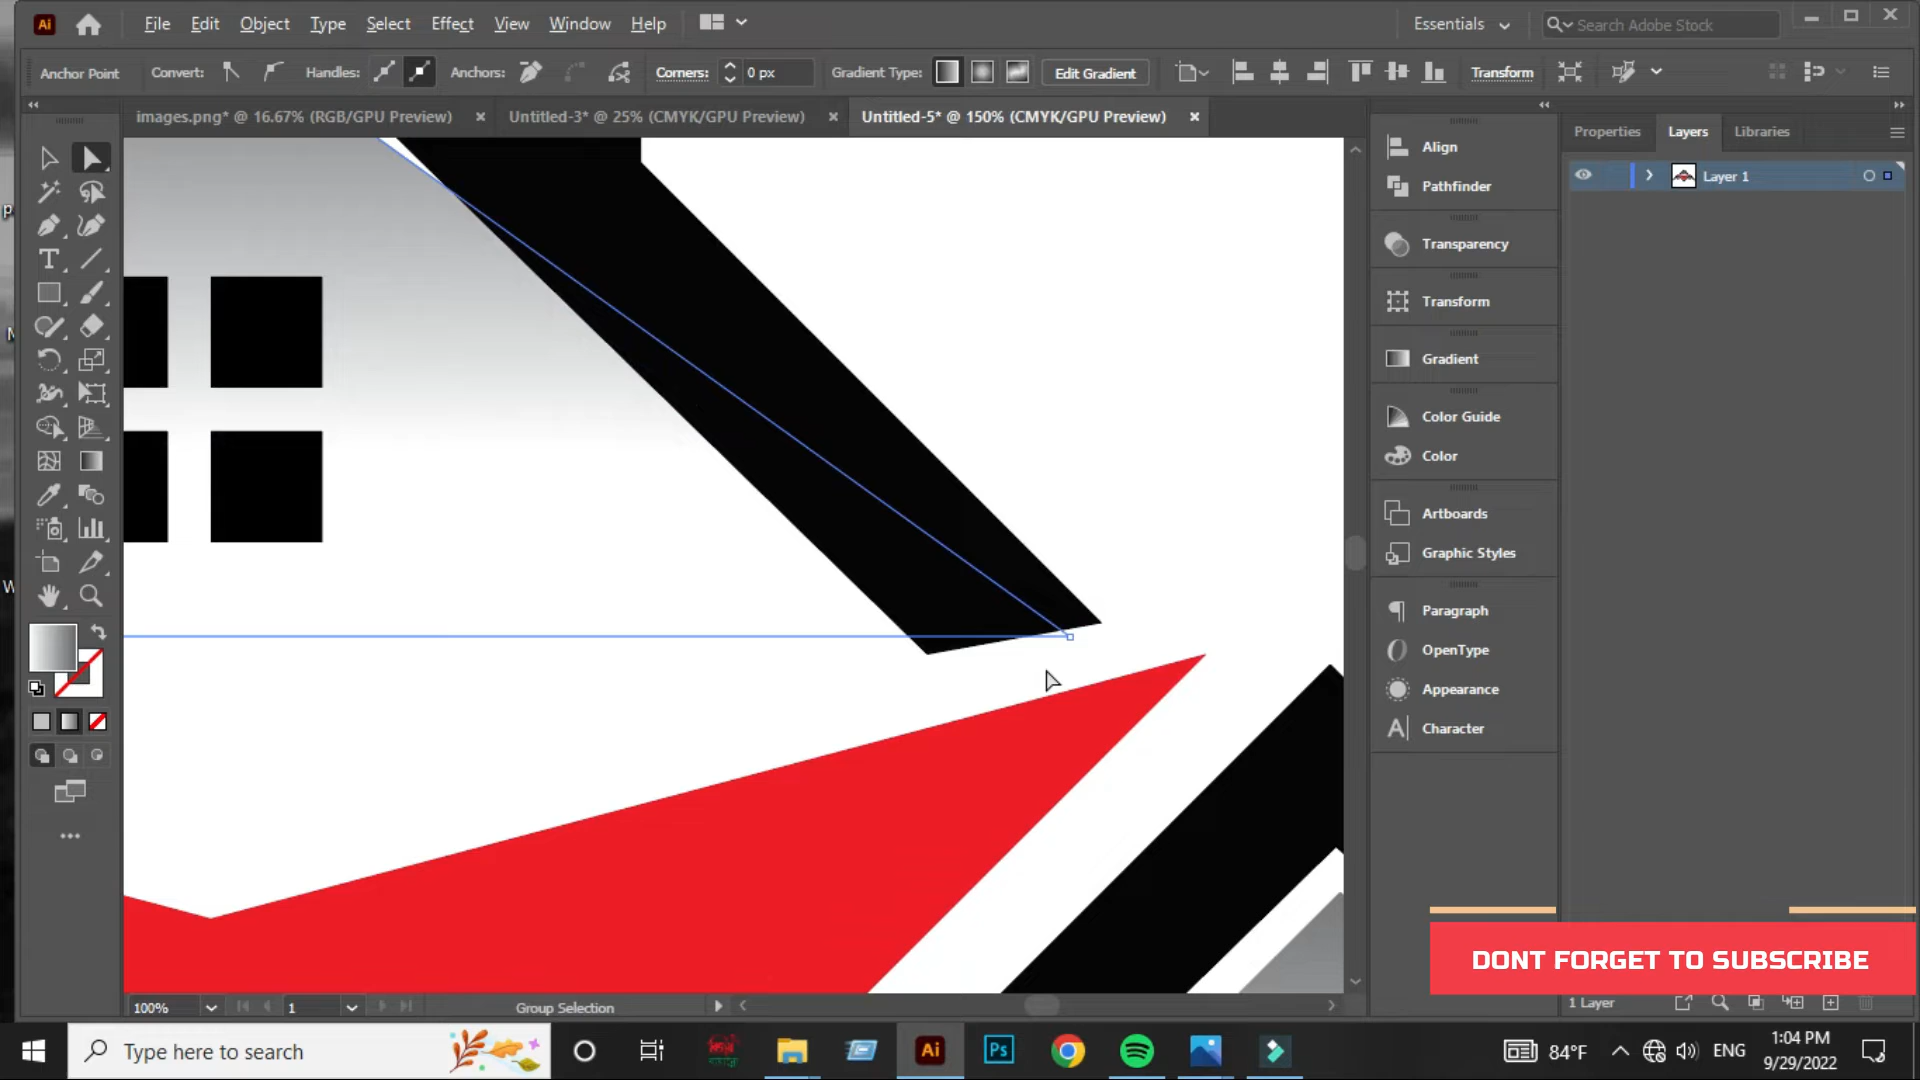 Ai File Edit Object Type Select Effect View Window Help Essentials Search Adobe Stock
Anchor Point Convert: Handles: Anchors: Corners: 0 px Gradient Type: Edit Gradient Transform
images.png* @ 16.67% (RGB/GPU Preview) Untitled-3* @ 25% (CMYK/GPU Preview) Untitled-5* @ 150% (CMYK/GPU Preview)
Properties Layers Libraries
Layer 1
Align
Pathfinder
Transparency
Transform
Gradient
Color Guide
Color
Artboards
Graphic Styles
Paragraph
OpenType
Appearance
Character
DONT FORGET TO SUBSCRIBE
100% 1 Group Selection 1 Layer
Type here to search Ai Ps 84°F ENG 1:04 PM
9/29/2022